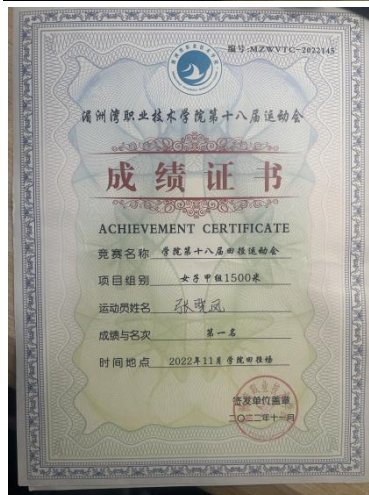 编号:MZWVTC-2022145
湄洲湾职业技术学院第十八届运动会
成绩证书
ACHIEVEMENT CERTIFICATE
竞赛名称 学院第十八届田径运动会
项目组别 女子甲组1500米
运动员姓名 张晓凤
成绩与名次 第一名
时间地点 2022年11月 学院田径场
签发单位盖章
二〇二二年十一月